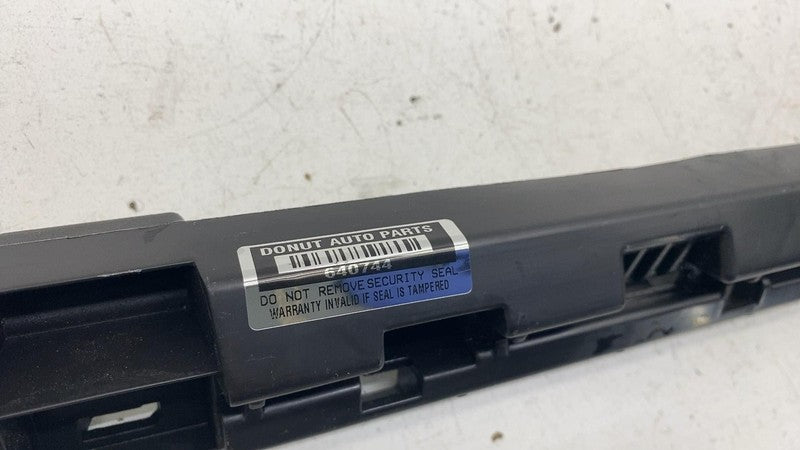 DONUT AUTO PARTS
640744
DO NOT REMOVE SECURITY SEAL
WARRANTY INVALID IF SEAL IS TAMPERED